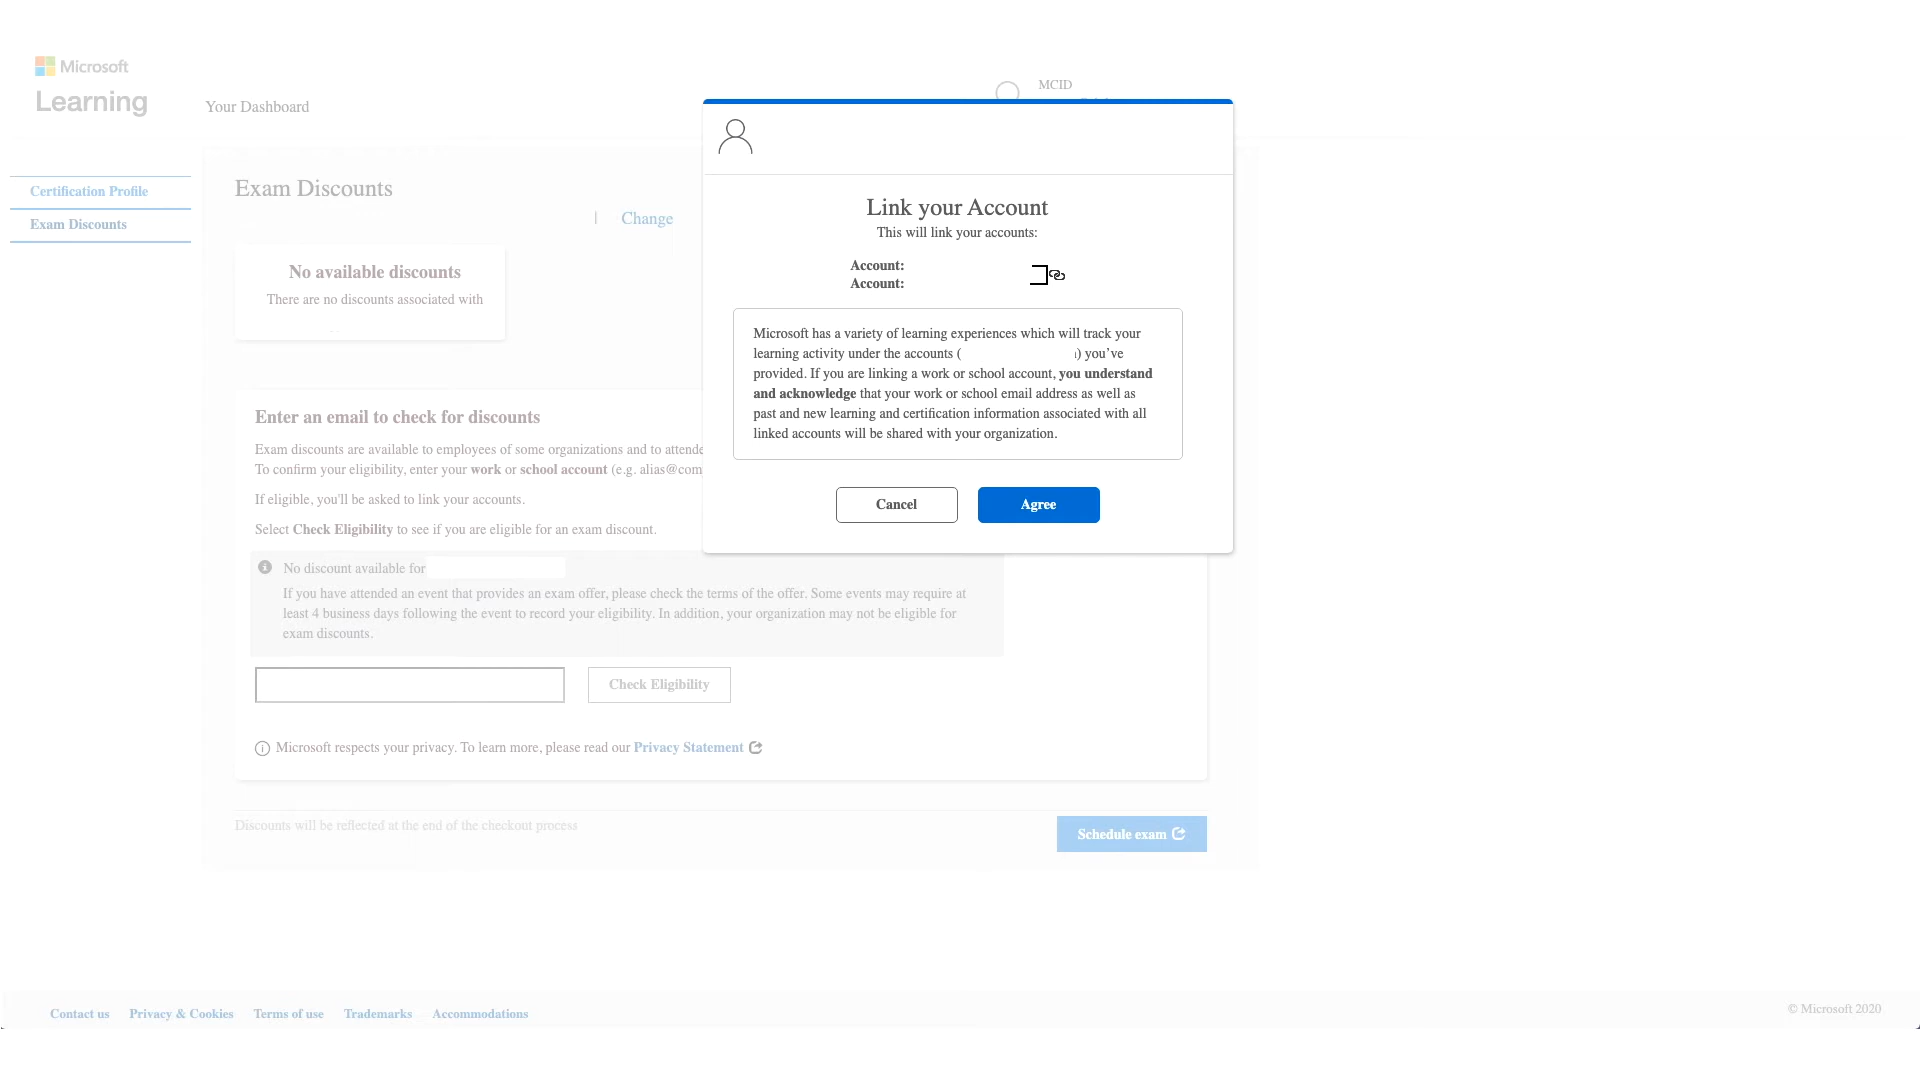 Microsoft
Learning
Your Dashboard
MCID
Certification Profile
Exam Discounts
Exam Discounts
| Change
No available discounts
There are no discounts associated with
Enter an email to check for discounts
Exam discounts are available to employees of some organizations and to attende
To confirm your eligibility, enter your work or school account (e.g. alias@com
If eligible, you'll be asked to link your accounts.
Select Check Eligibility to see if you are eligible for an exam discount.
No discount available for
If you have attended an event that provides an exam offer, please check the terms of the offer. Some events may require at
least 4 business days following the event to record your eligibility. In addition, your organization may not be eligible for
exam discounts.
Check Eligibility
Microsoft respects your privacy. To learn more, please read our Privacy Statement
Discounts will be reflected at the end of the checkout process
Schedule exam
Link your Account
This will link your accounts:
Account:
Account:
Microsoft has a variety of learning experiences which will track your
learning activity under the accounts ( ) you've
provided. If you are linking a work or school account, you understand
and acknowledge that your work or school email address as well as
past and new learning and certification information associated with all
linked accounts will be shared with your organization.
Cancel
Agree
Contact us
Privacy & Cookies
Terms of use
Trademarks
Accommodations
© Microsoft 2020